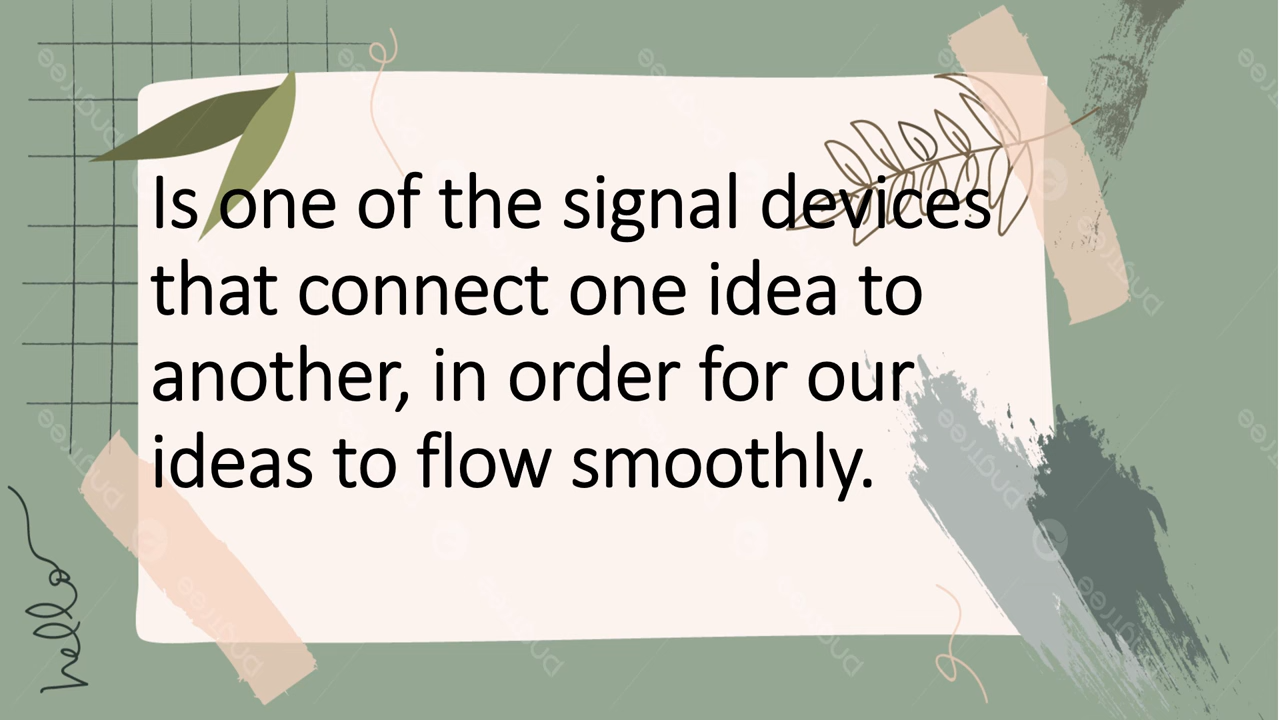 Is one of the signal devices
that connect one idea to
another, in order for our
ideas to flow smoothly.
hello
pngtree